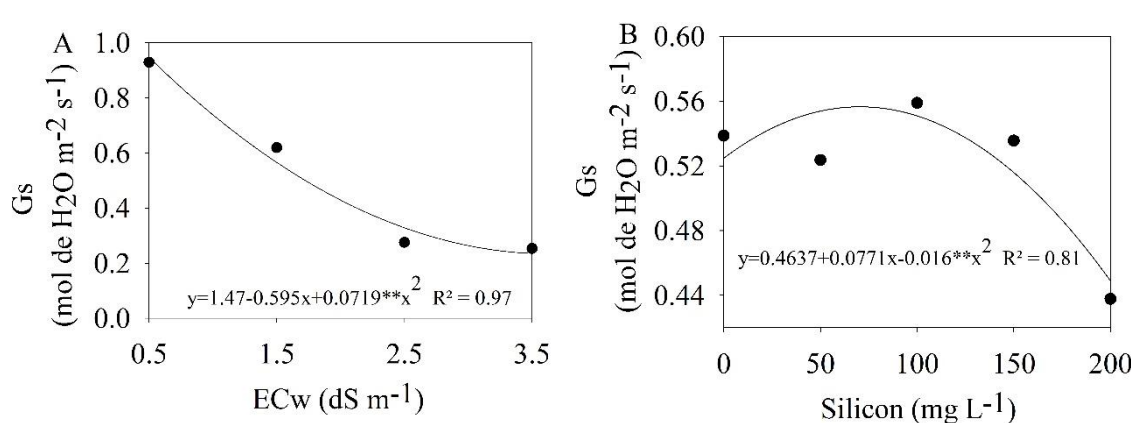 A
Gs
(mol de H2O m-2 s-1)
1.0
0.8
0.6
0.4
0.2
0.0
y=1.47-0.595x+0.0719**x2 R² = 0.97
0.5
1.5
2.5
3.5
ECw (dS m-1)
B
Gs
(mol de H2O m-2 s-1)
0.60
0.56
0.52
0.48
0.44
y=0.4637+0.0771x-0.016**x2 R² = 0.81
0
50
100
150
200
Silicon (mg L-1)